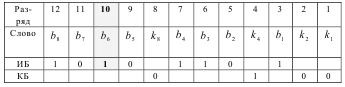 Раз-ряд 12 11 10 9 8 7 6 5 4 3 2 1
Слово b₈ b₇ b₆ b₅ k₈ b₄ b₃ b₂ k₄ b₁ k₂ k₁
ИБ 1 0 1 0 1 1 0 1
КБ 0 1 0 0